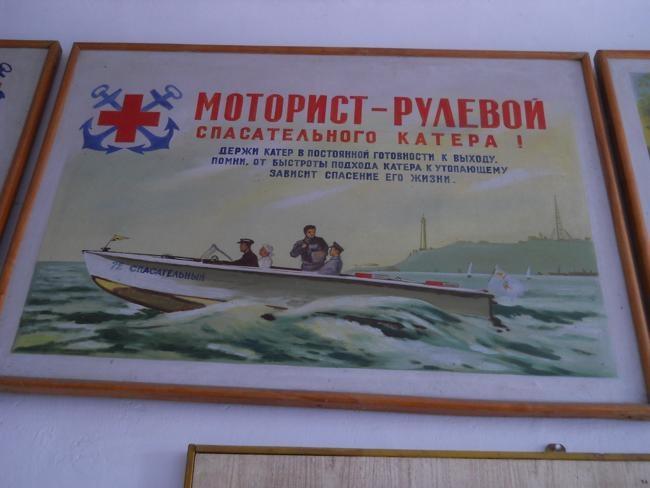 МОТОРИСТ-РУЛЕВОЙ
СПАСАТЕЛЬНОГО КАТЕРА !
ДЕРЖИ КАТЕР В ПОСТОЯННОЙ ГОТОВНОСТИ К ВЫХОДУ.
ПОМНИ, ОТ БЫСТРОТЫ ПОДХОДА КАТЕРА К УТОПАЮЩЕМУ
ЗАВИСИТ СПАСЕНИЕ ЕГО ЖИЗНИ.
СПАСАТЕЛЬНЫЙ